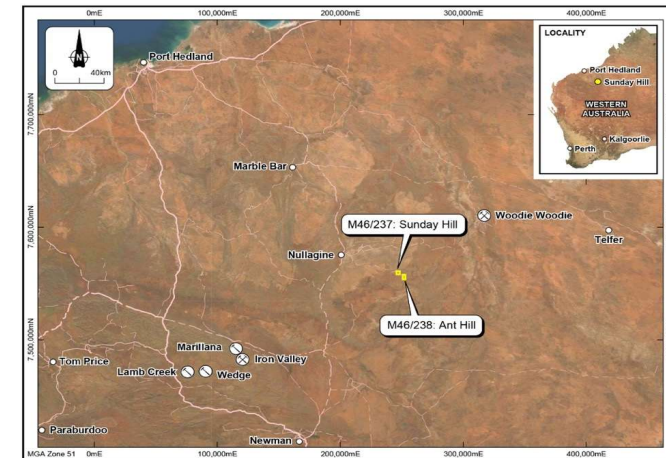 0mE
100,000mE
200,000mE
300,000mE
400,000mE
N
0
40km
Port Hedland
LOCALITY
Port Hedland
Sunday Hill
WESTERN
AUSTRALIA
Kalgoorlie
Perth
7,700,000mN
Marble Bar
M46/237: Sunday Hill
Woodie Woodie
Telfer
7,600,000mN
Nullagine
M46/238: Ant Hill
7,500,000mN
Marillana
Iron Valley
Tom Price
Lamb Creek
Wedge
Paraburdoo
Newman
MGA Zone 51
0mE
100,000mE
200,000mE
300,000mE
400,000mE